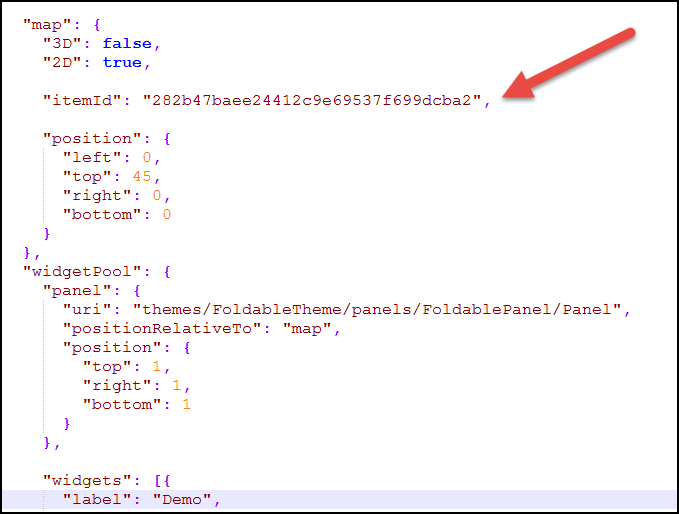 "map": {
"3D": false,
"2D": true,
"itemId": "282b47baee24412c9e69537f699dcba2",
"position": {
"left": 0,
"top": 45,
"right": 0,
"bottom": 0
}
},
"widgetPool": {
"panel": {
"uri": "themes/FoldableTheme/panels/FoldablePanel/Panel",
"positionRelativeTo": "map",
"position": {
"top": 1,
"right": 1,
"bottom": 1
}
},
"widgets": [{
"label": "Demo",